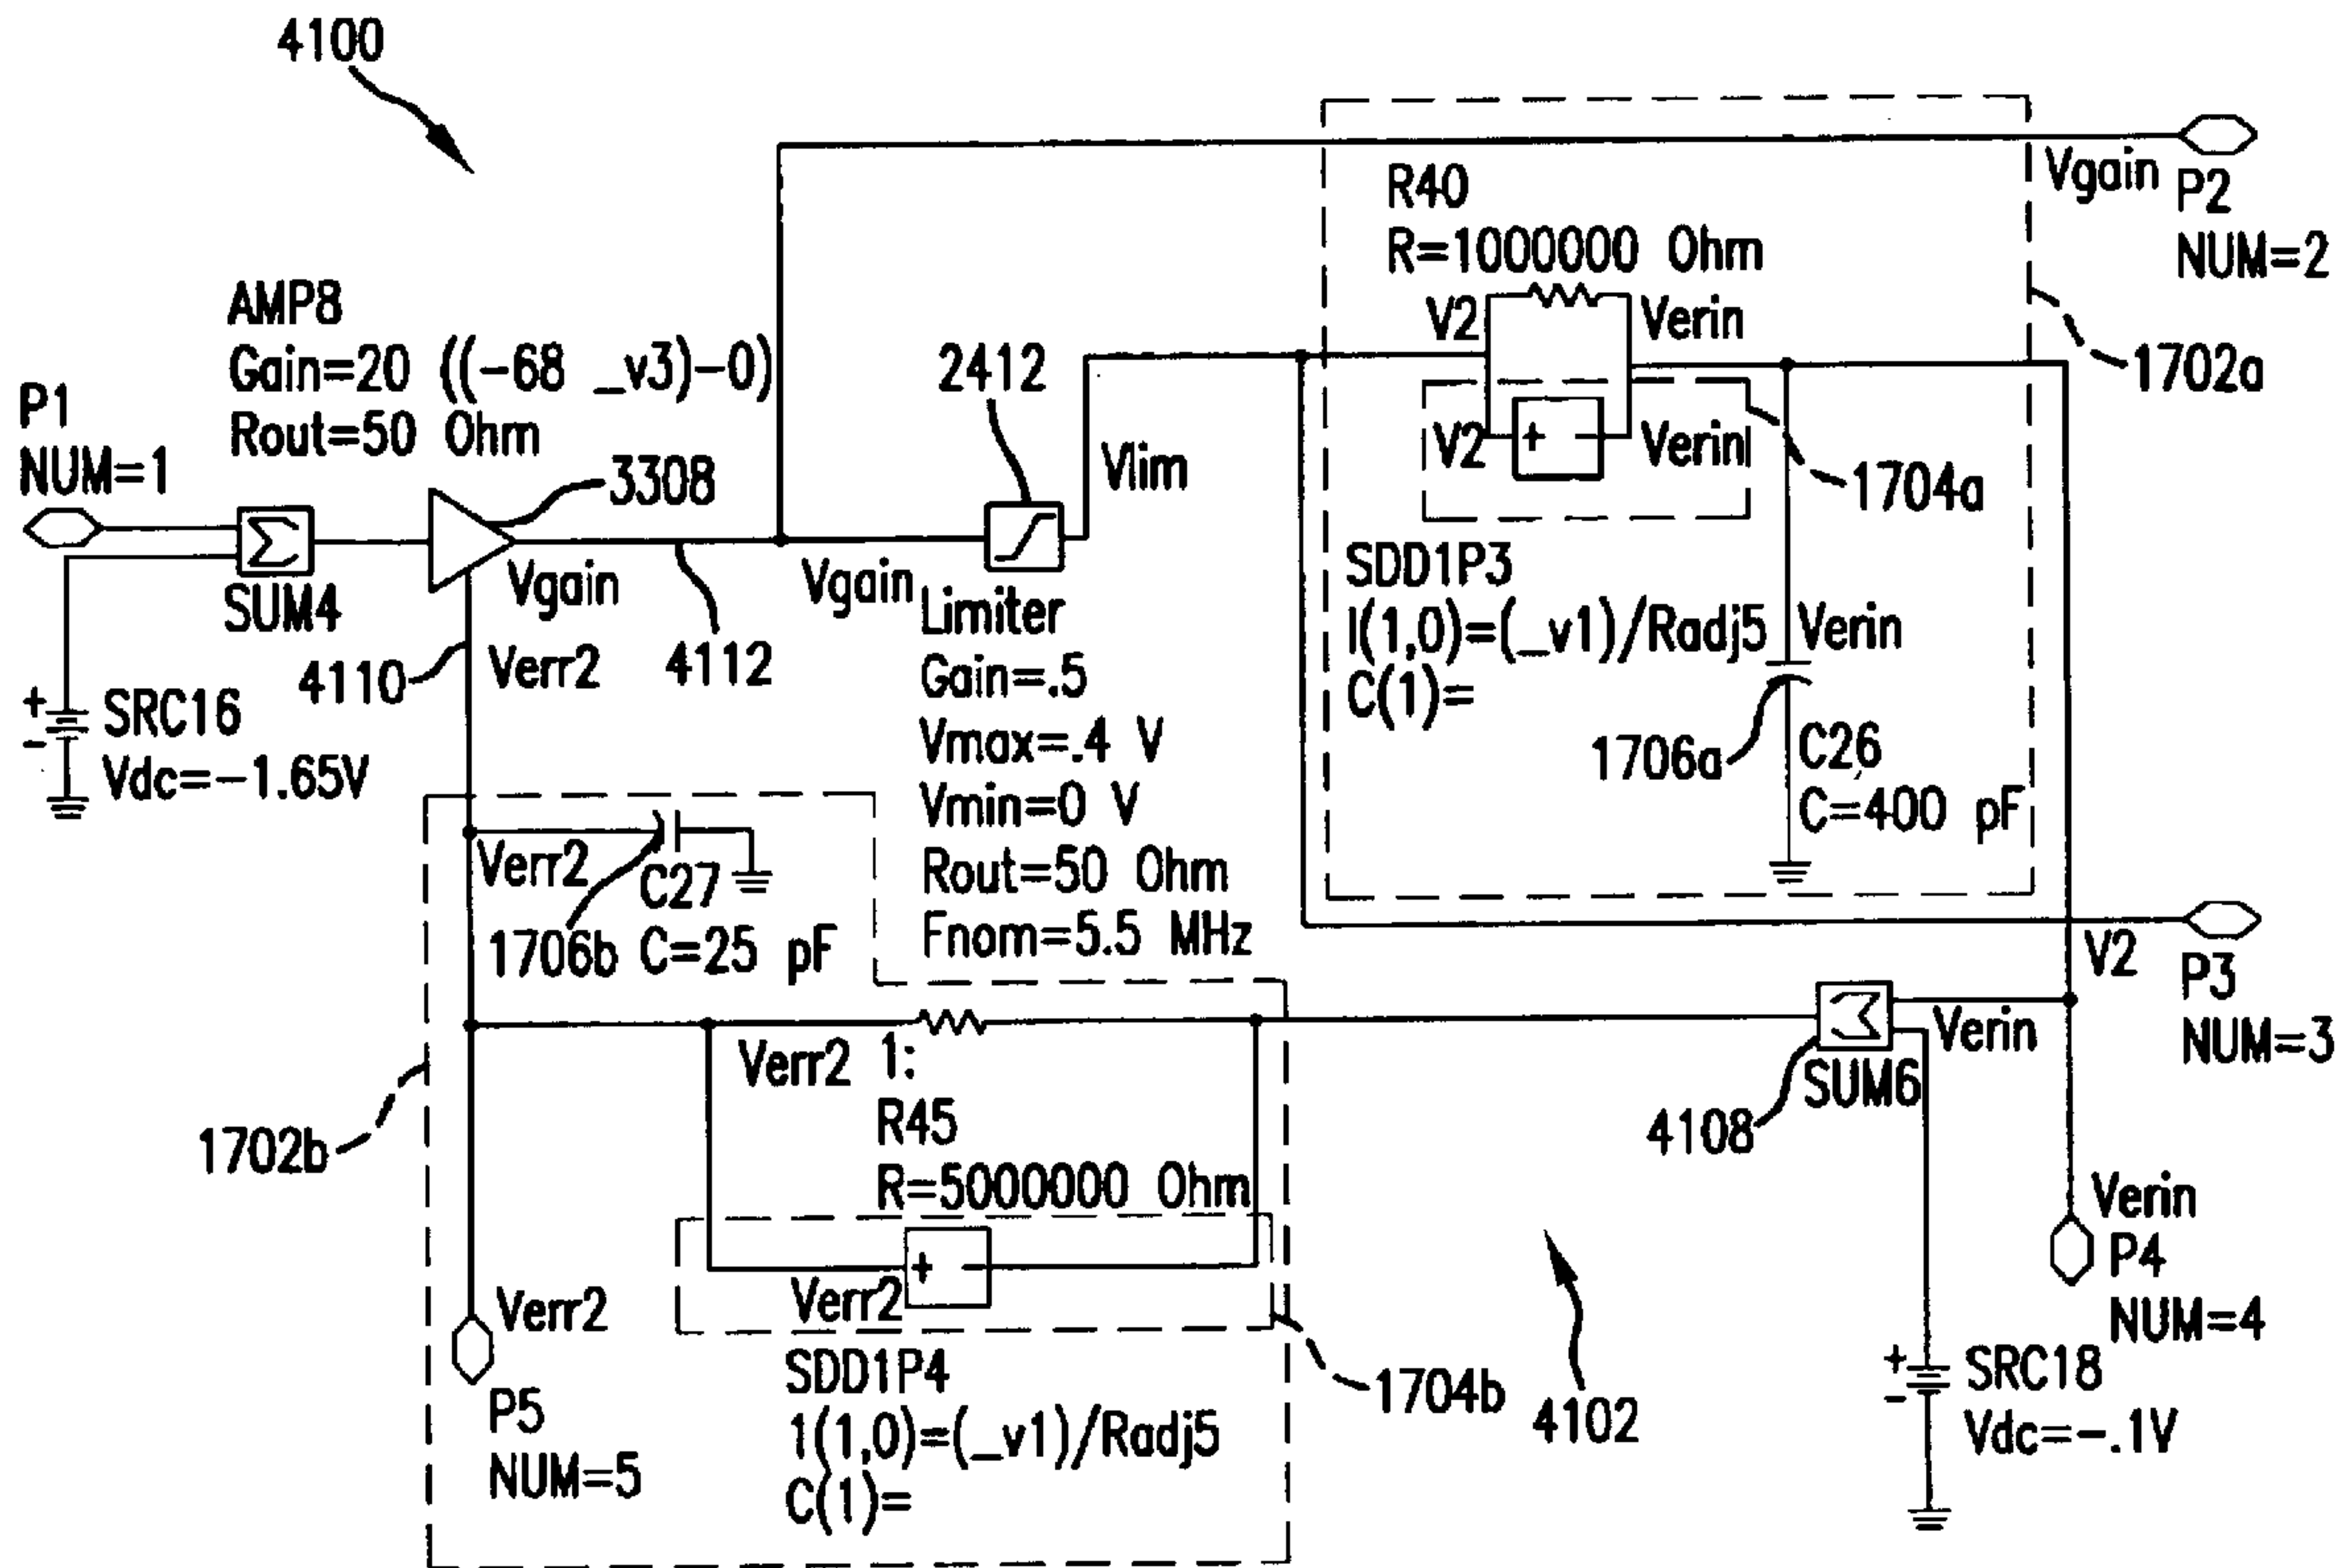 4100
Vgain
P2
NUM=2
1702a
R40
R=1000000 Ohm
V2
Verin
V2
Verin
1704a
AMP8
Gain=20 ((-68 _v3)-0)
Rout=50 Ohm
2412
P1
NUM=1
3308
Vlim
Σ
SUM4
Vgain
4112
Vgain
4110
Verr2
+
-
SRC16
Vdc=-1.65V
Limiter
Gain=.5
Vmax=.4 V
Vmin=0 V
Rout=50 Ohm
Fnom=5.5 MHz
+ -
SDD1P3
I(1,0)=(_v1)/Radj5
C(1)=
Verin
1706a
C26
C=400 pF
Verr2
C27
1706b
C=25 pF
V2
P3
NUM=3
Σ
Verin
SUM6
4108
Verr2
1:
R45
R=5000000 Ohm
1702b
Verin
P4
NUM=4
+ -
Verr2
Verr2
P5
NUM=5
SDD1P4
1(1,0)=(_v1)/Radj5
C(1)=
1704b
4102
+
-
SRC18
Vdc=-.1V